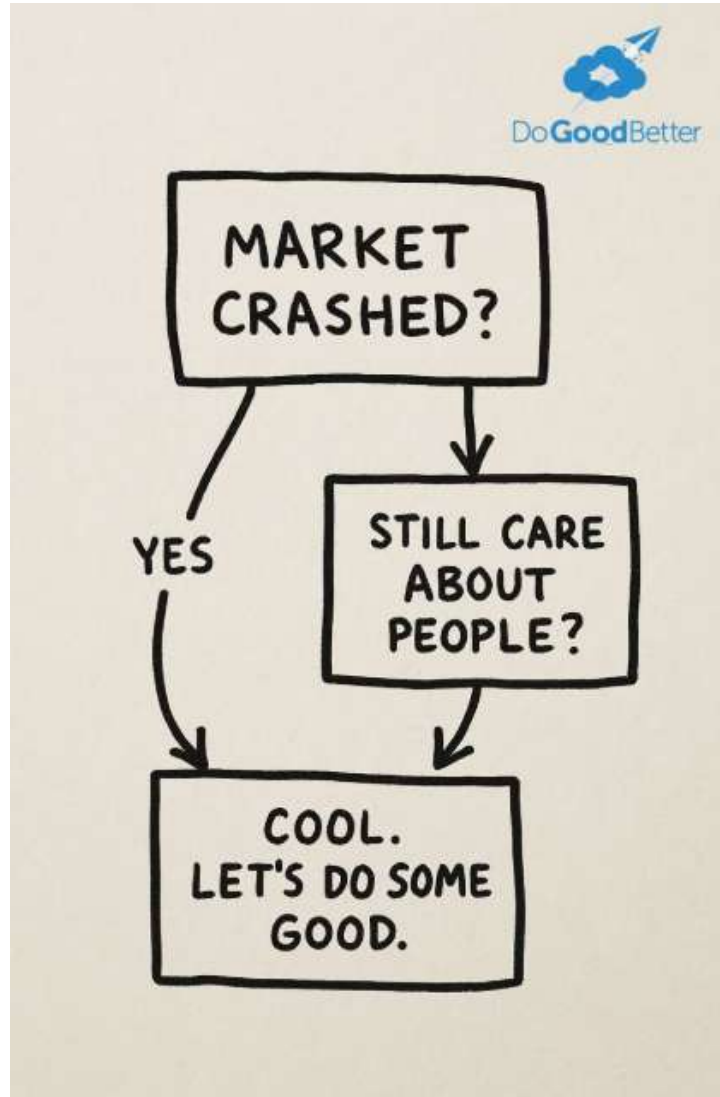 DoGoodBetter
MARKET
CRASHED?
YES
STILL CARE
ABOUT
PEOPLE?
COOL.
LET'S DO SOME
GOOD.